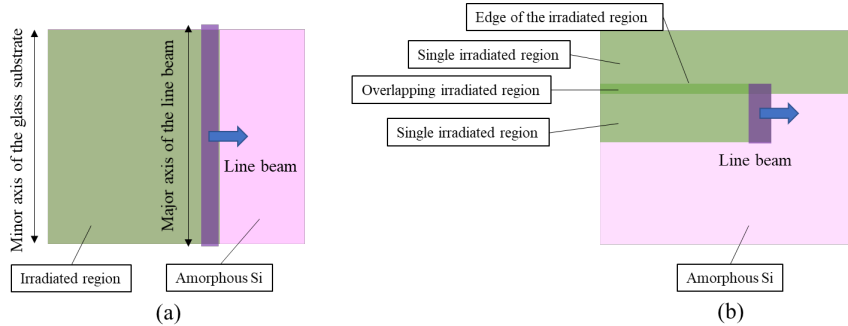 Minor axis of the glass substrate
Major axis of the line beam
Line beam
Irradiated region
Amorphous Si
(a)
Edge of the irradiated region
Single irradiated region
Overlapping irradiated region
Single irradiated region
Line beam
Amorphous Si
(b)